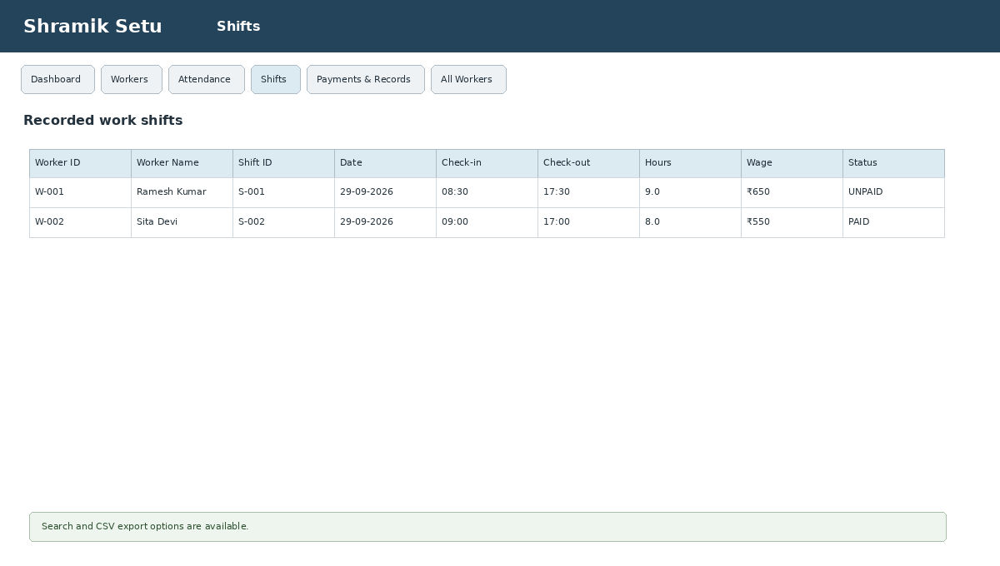 Shramik Setu Shifts
Dashboard Workers Attendance Shifts Payments & Records All Workers
Recorded work shifts
Worker ID Worker Name Shift ID Date Check-in Check-out Hours Wage Status
W-001 Ramesh Kumar S-001 29-09-2026 08:30 17:30 9.0 ₹650 UNPAID
W-002 Sita Devi S-002 29-09-2026 09:00 17:00 8.0 ₹550 PAID
Search and CSV export options are available.